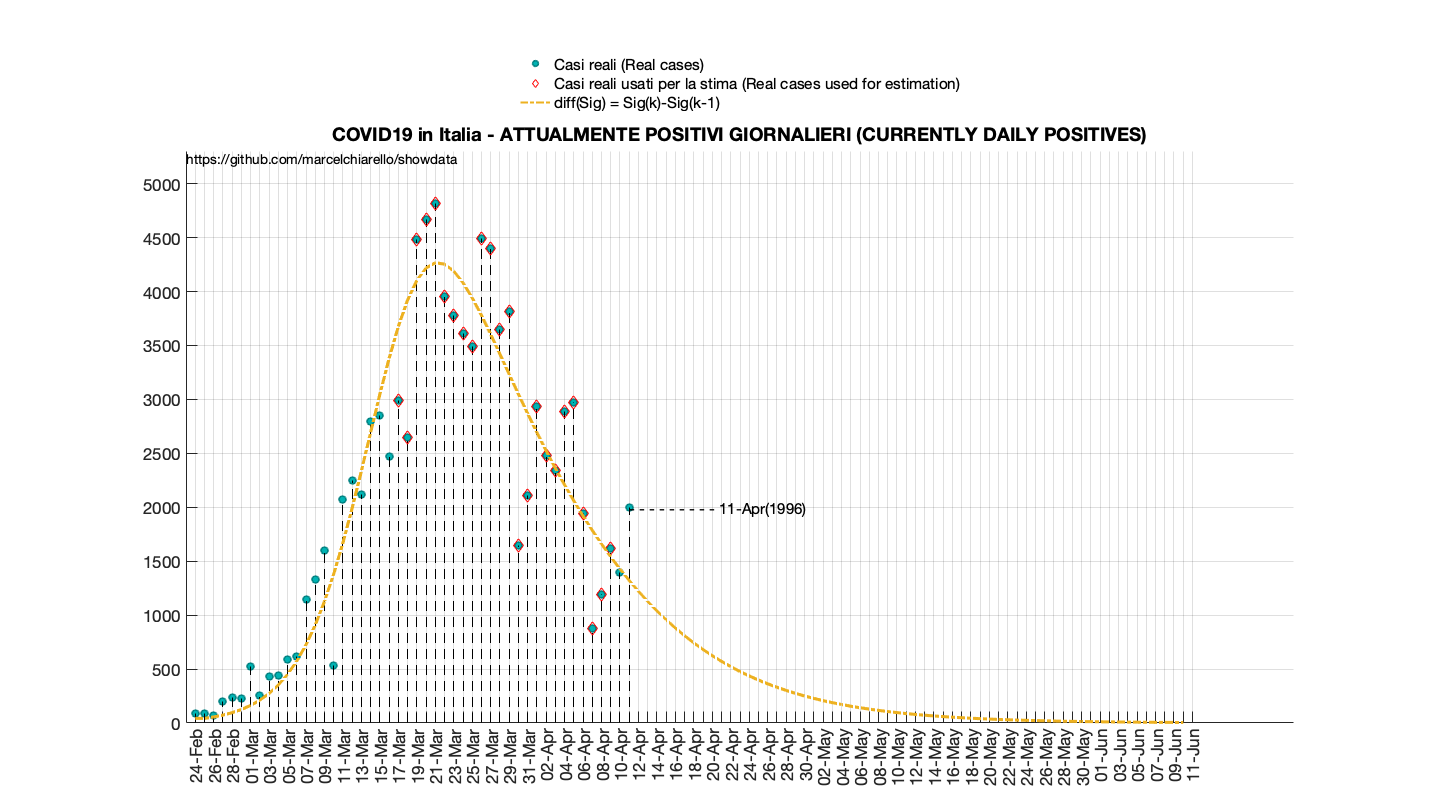 Casi reali (Real cases)
Casi reali usati per la stima (Real cases used for estimation)
diff(Sig) = Sig(k)-Sig(k-1)
COVID19 in Italia - ATTUALMENTE POSITIVI GIORNALIERI (CURRENTLY DAILY POSITIVES)
https://github.com/marcelchiarello/showdata
5000
4500
4000
3500
3000
2500
2000
1500
1000
500
0
11-Apr(1996)
24-Feb
26-Feb
28-Feb
01-Mar
03-Mar
05-Mar
07-Mar
09-Mar
11-Mar
13-Mar
15-Mar
17-Mar
19-Mar
21-Mar
23-Mar
25-Mar
27-Mar
29-Mar
31-Mar
02-Apr
04-Apr
06-Apr
08-Apr
10-Apr
12-Apr
14-Apr
16-Apr
18-Apr
20-Apr
22-Apr
24-Apr
26-Apr
28-Apr
30-Apr
02-May
04-May
06-May
08-May
10-May
12-May
14-May
16-May
18-May
20-May
22-May
24-May
26-May
28-May
30-May
01-Jun
03-Jun
05-Jun
07-Jun
09-Jun
11-Jun